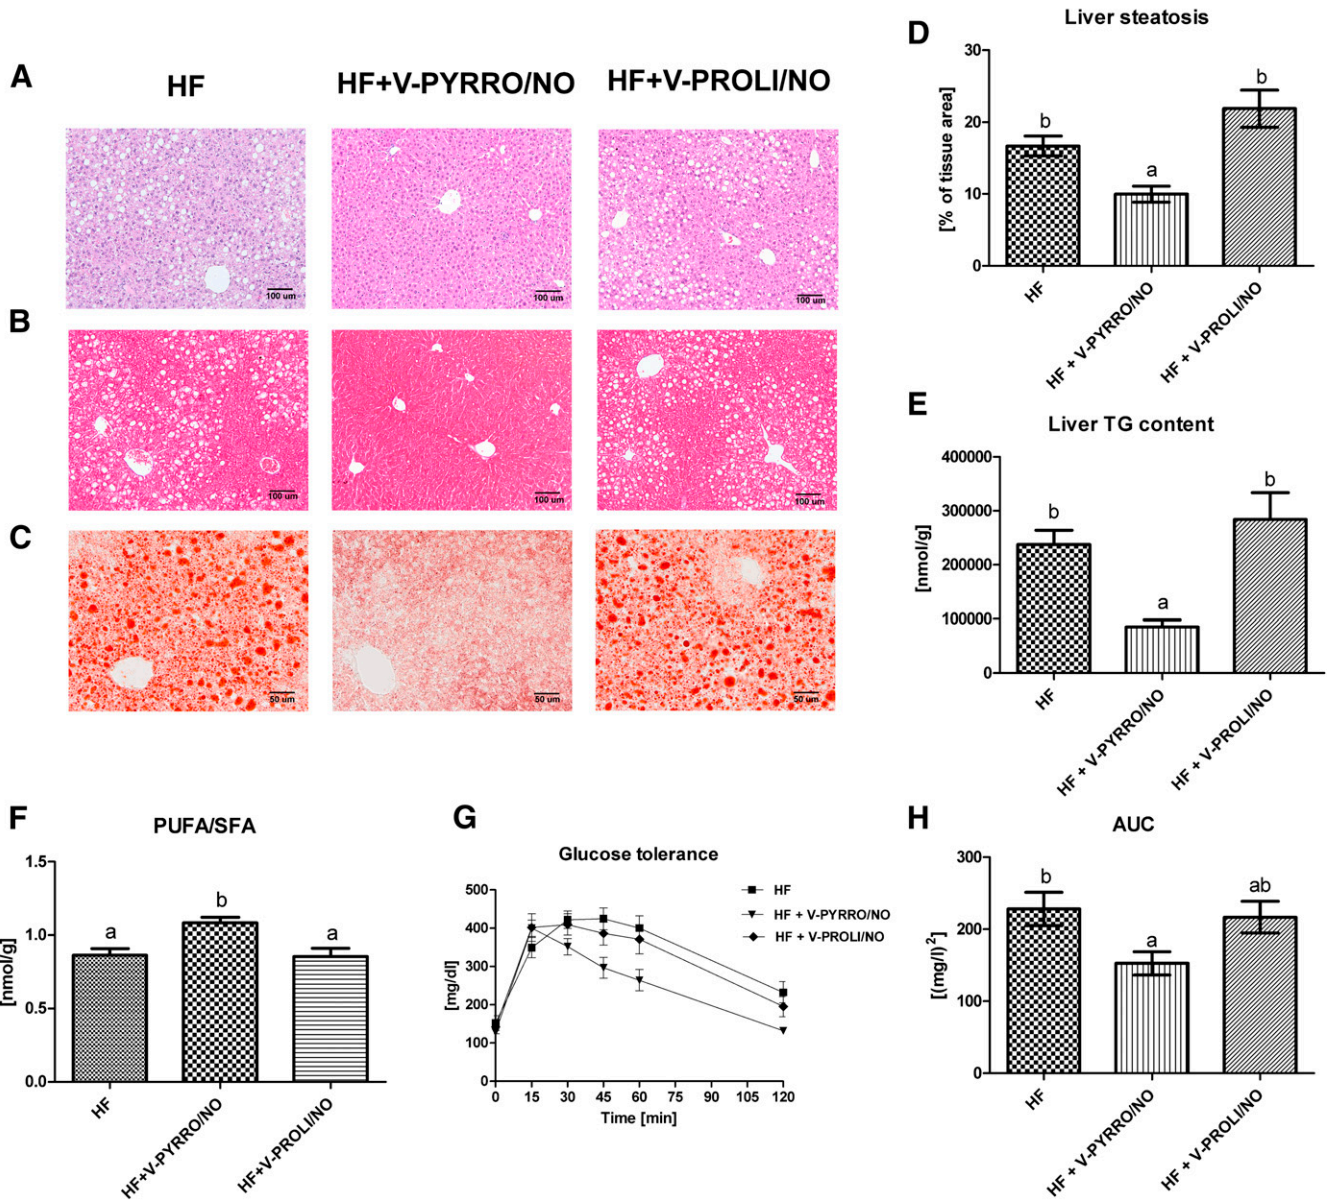 A
HF
HF+V-PYRRO/NO
HF+V-PROLI/NO
100 um
100 um
100 um
B
100 um
100 um
100 um
C
50 um
50 um
50 um
D
Liver steatosis
[% of tissue area]
30
20
10
0
b
a
b
HF
HF + V-PYRRO/NO
HF + V-PROLI/NO
E
Liver TG content
[nmol/g]
400000
300000
200000
100000
0
b
a
b
HF
HF + V-PYRRO/NO
HF + V-PROLI/NO
F
PUFA/SFA
[nmol/g]
1.5
1.0
0.5
0.0
a
b
a
HF
HF+V-PYRRO/NO
HF+V-PROLI/NO
G
Glucose tolerance
[mg/dl]
500
400
300
200
100
0
0 15 30 45 60 75 90 105 120
Time [min]
HF
HF + V-PYRRO/NO
HF + V-PROLI/NO
H
AUC
[(mg/l)²]
300
200
100
0
b
a
ab
HF
HF + V-PYRRO/NO
HF + V-PROLI/NO